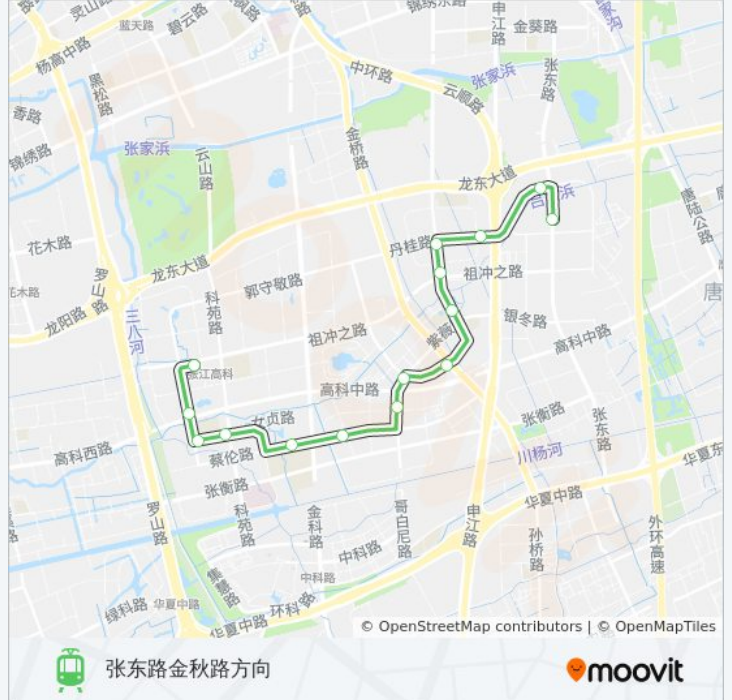 灵山路
蓝天路
碧云路
锦绣东路
申江路
金葵路
杨高中路
黑松路
中环路
张家浜
云顺路
张东路
香路
锦绣路
张家浜
云山路
金桥路
龙东大道
唐陆公路
花木路
丹桂路
龙东大道
祖冲之路
花木路
罗山路
科苑路
郭守敬路
唐
龙阳路
三八河
祖冲之路
银冬路
紫薇
高科中路
张江高科
高科中路
女贞路
张衡路
张东路
高科西路
蔡伦路
川杨河
华夏东
张衡路
华夏中路
罗山路
科苑路
金科路
哥白尼路
申江路
孙桥路
外环高速
中科路
集慧路
中科路
绿科路
华夏中路
环科路
华夏中路
© OpenStreetMap contributors | © OpenMapTiles
张东路金秋路方向
moovit